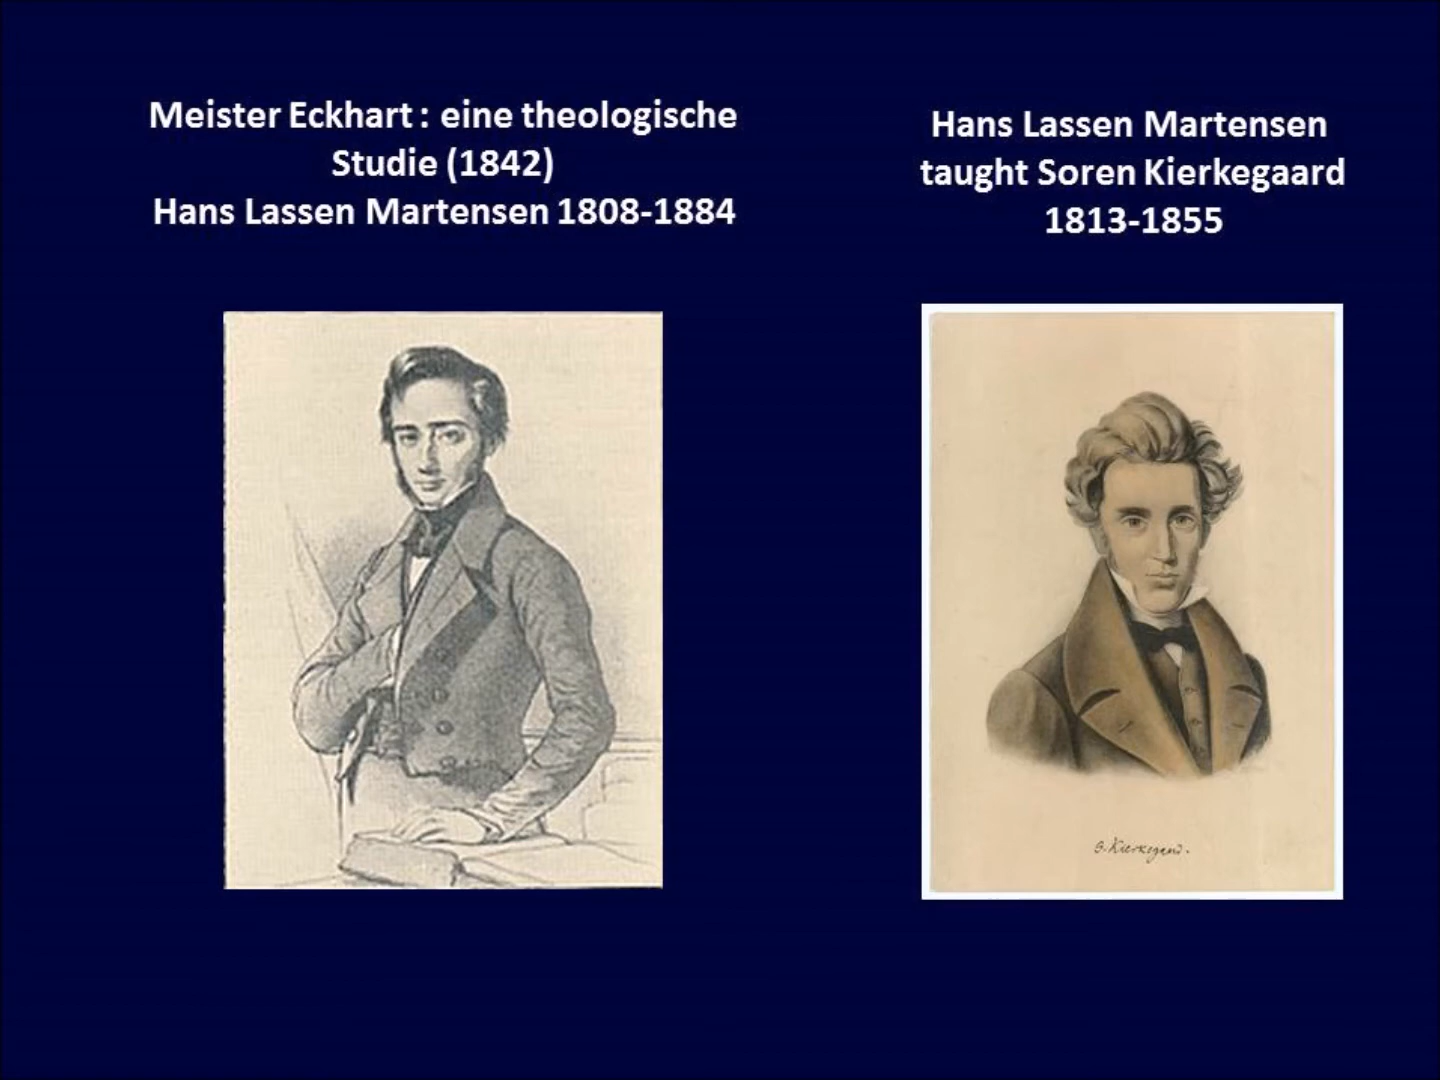 Meister Eckhart : eine theologische
Studie (1842)
Hans Lassen Martensen 1808-1884
Hans Lassen Martensen
taught Soren Kierkegaard
1813-1855
S. Kierkegaard.